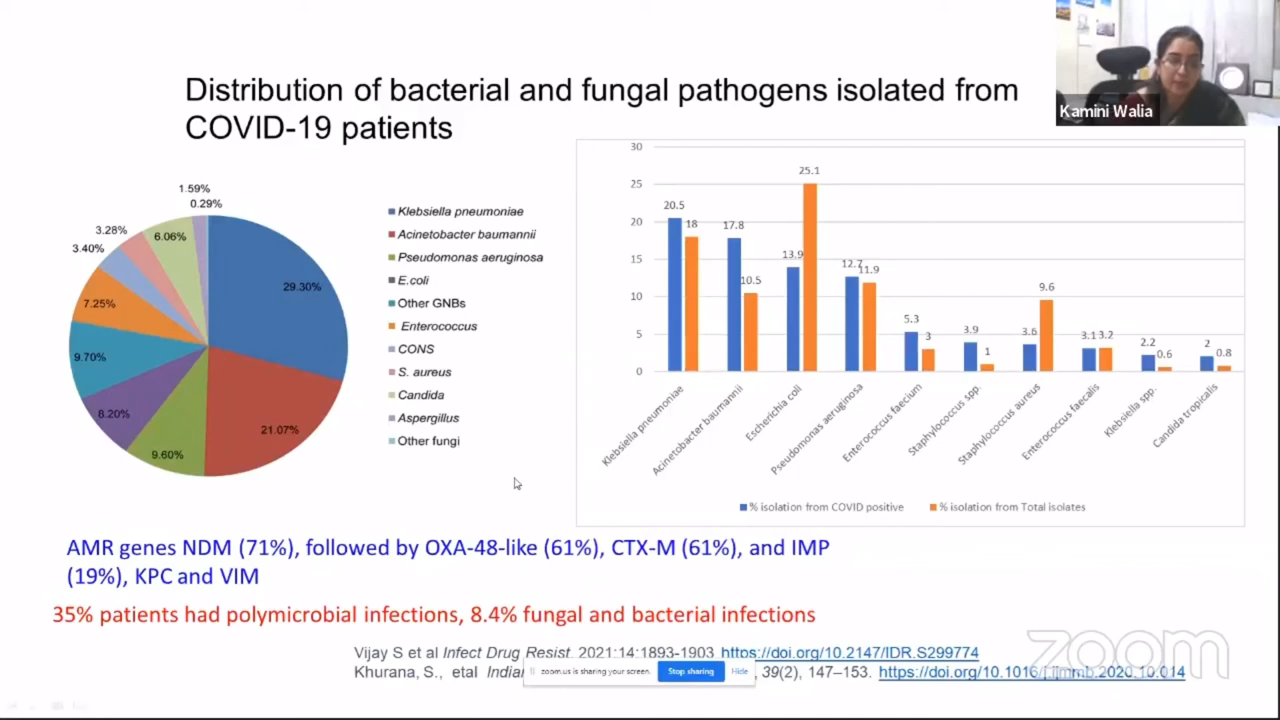 Kamini Walia
Distribution of bacterial and fungal pathogens isolated from
COVID-19 patients
1.59%
0.29%
3.28%
6.06%
3.40%
29.30%
7.25%
9.70%
8.20%
21.07%
9.60%
Klebsiella pneumoniae
Acinetobacter baumannii
Pseudomonas aeruginosa
E.coli
Other GNBs
Enterococcus
CONS
S. aureus
Candida
Aspergillus
Other fungi
30
25
20
15
10
5
0
20.5
18
17.8
10.5
13.9
25.1
12.7
11.9
5.3
3
3.9
1
3.6
9.6
3.1
3.2
2.2
0.6
2
0.8
Klebsiella pneumoniae
Acinetobacter baumannii
Escherichia coli
Pseudomonas aeruginosa
Enterococcus faecium
Staphylococcus spp.
Staphylococcus aureus
Enterococcus faecalis
Klebsiella spp.
Candida tropicalis
% isolation from COVID positive
% isolation from Total isolates
AMR genes NDM (71%), followed by OXA-48-like (61%), CTX-M (61%), and IMP
(19%), KPC and VIM
35% patients had polymicrobial infections, 8.4% fungal and bacterial infections
Vijay S et al Infect Drug Resist. 2021;14:1893-1903 https://doi.org/10.2147/IDR.S299774
Khurana, S., etal 39(2), 147–153. https://doi.org/10.1016/j.ijmmb.2020.10.014
zoom.us is sharing your screen. Stop sharing Hide
zoom